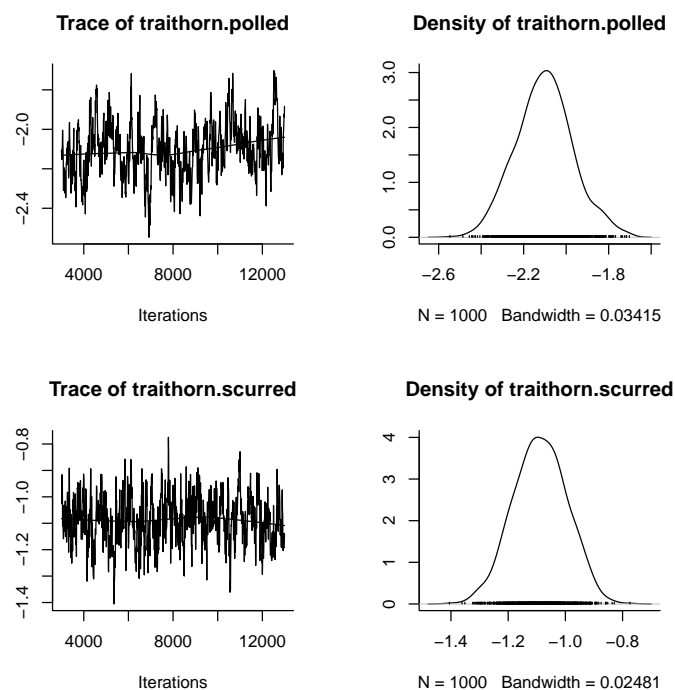 Trace of traithorn.polled
Density of traithorn.polled
−2.0
−2.4
4000 8000 12000
Iterations
3.0
2.0
1.0
0.0
−2.6 −2.2 −1.8
N = 1000 Bandwidth = 0.03415
Trace of traithorn.scurred
Density of traithorn.scurred
−0.8
−1.0
−1.2
−1.4
4000 8000 12000
Iterations
4
3
2
1
0
−1.4 −1.2 −1.0 −0.8
N = 1000 Bandwidth = 0.02481